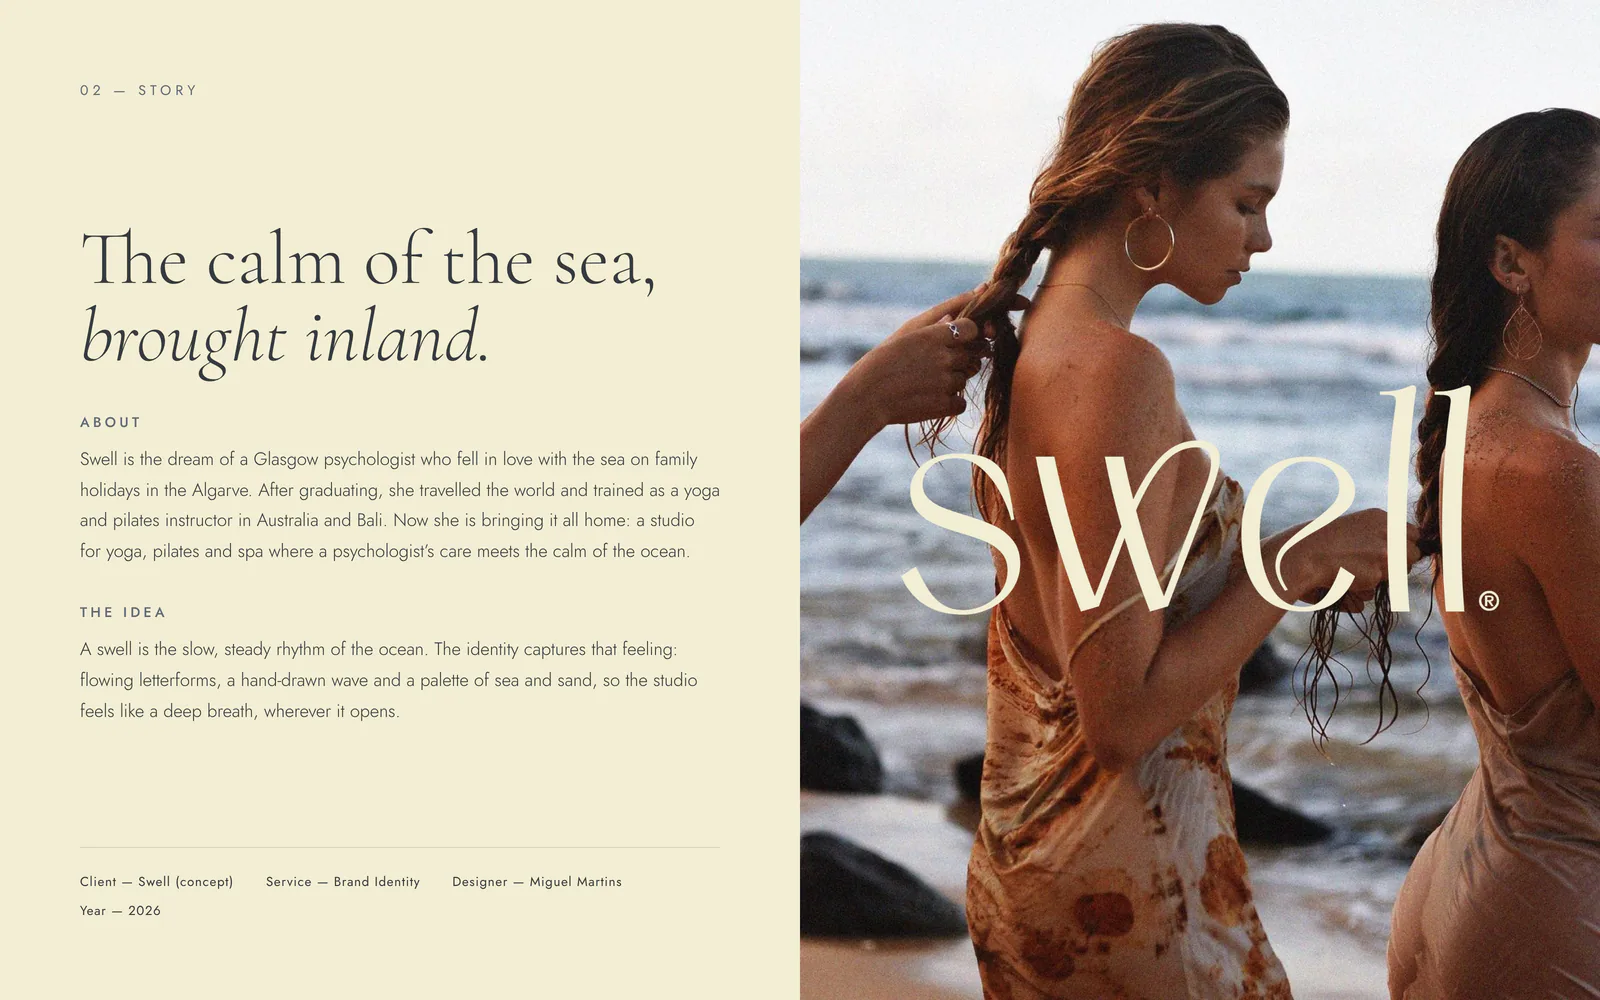 02 — STORY
The calm of the sea,
brought inland.
ABOUT
Swell is the dream of a Glasgow psychologist who fell in love with the sea on family
holidays in the Algarve. After graduating, she travelled the world and trained as a yoga
and pilates instructor in Australia and Bali. Now she is bringing it all home: a studio
for yoga, pilates and spa where a psychologist’s care meets the calm of the ocean.
THE IDEA
A swell is the slow, steady rhythm of the ocean. The identity captures that feeling:
flowing letterforms, a hand-drawn wave and a palette of sea and sand, so the studio
feels like a deep breath, wherever it opens.
Client — Swell (concept) Service — Brand Identity Designer — Miguel Martins
Year — 2026
swell®